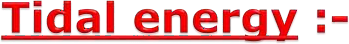 Tidal energy :-